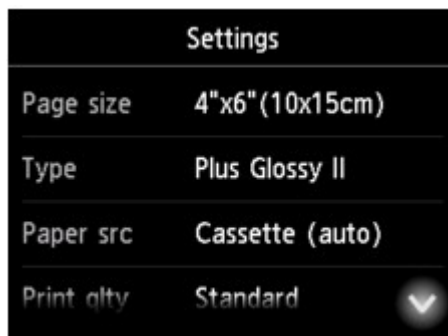 Settings
Page size 4"x6"(10x15cm)
Type Plus Glossy II
Paper src Cassette (auto)
Print qlty Standard